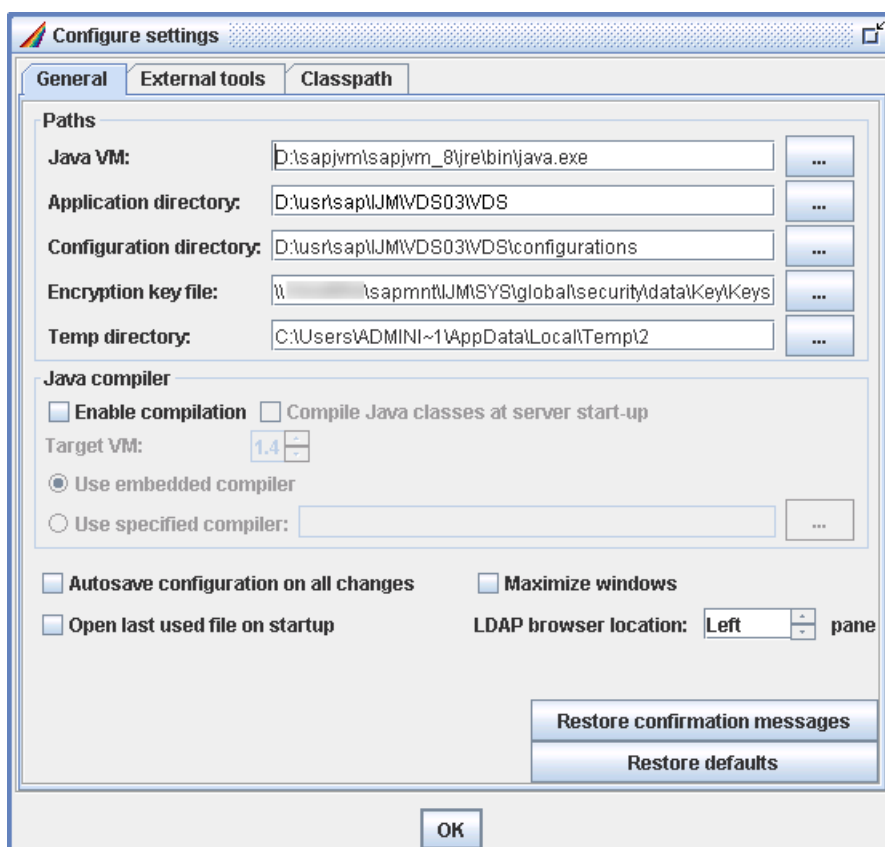 Configure settings
General External tools Classpath
Paths
Java VM: D:\sapjvm\sapjvm_8\jre\bin\java.exe ...
Application directory: D:\usr\sap\IJM\VDS03\VDS ...
Configuration directory: D:\usr\sap\IJM\VDS03\VDS\configurations ...
Encryption key file: \\ \sapmnt\IJM\SYS\global\security\data\Key\Keys ...
Temp directory: C:\Users\ADMINI~1\AppData\Local\Temp\2 ...
Java compiler
Enable compilation Compile Java classes at server start-up
Target VM: 1.4
Use embedded compiler
Use specified compiler: ...
Autosave configuration on all changes Maximize windows
Open last used file on startup LDAP browser location: Left pane
Restore confirmation messages
Restore defaults
OK